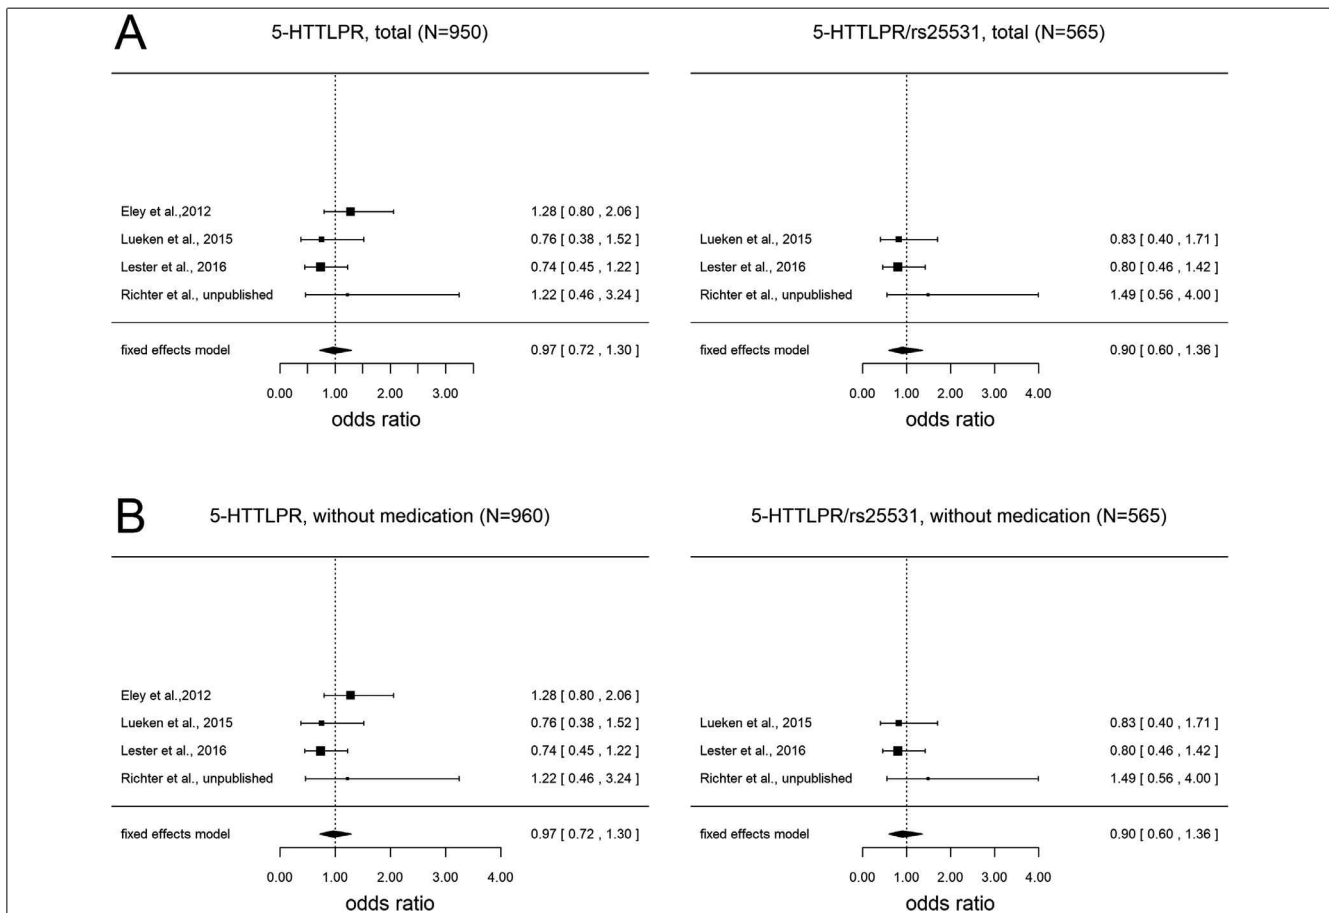 A
5-HTTLPR, total (N=950)
Eley et al.,2012 1.28 [ 0.80 , 2.06 ]
Lueken et al., 2015 0.76 [ 0.38 , 1.52 ]
Lester et al., 2016 0.74 [ 0.45 , 1.22 ]
Richter et al., unpublished 1.22 [ 0.46 , 3.24 ]
fixed effects model 0.97 [ 0.72 , 1.30 ]
0.00 1.00 2.00 3.00
odds ratio
5-HTTLPR/rs25531, total (N=565)
Lueken et al., 2015 0.83 [ 0.40 , 1.71 ]
Lester et al., 2016 0.80 [ 0.46 , 1.42 ]
Richter et al., unpublished 1.49 [ 0.56 , 4.00 ]
fixed effects model 0.90 [ 0.60 , 1.36 ]
0.00 1.00 2.00 3.00 4.00
odds ratio
B
5-HTTLPR, without medication (N=960)
Eley et al.,2012 1.28 [ 0.80 , 2.06 ]
Lueken et al., 2015 0.76 [ 0.38 , 1.52 ]
Lester et al., 2016 0.74 [ 0.45 , 1.22 ]
Richter et al., unpublished 1.22 [ 0.46 , 3.24 ]
fixed effects model 0.97 [ 0.72 , 1.30 ]
0.00 1.00 2.00 3.00 4.00
odds ratio
5-HTTLPR/rs25531, without medication (N=565)
Lueken et al., 2015 0.83 [ 0.40 , 1.71 ]
Lester et al., 2016 0.80 [ 0.46 , 1.42 ]
Richter et al., unpublished 1.49 [ 0.56 , 4.00 ]
fixed effects model 0.90 [ 0.60 , 1.36 ]
0.00 1.00 2.00 3.00 4.00
odds ratio